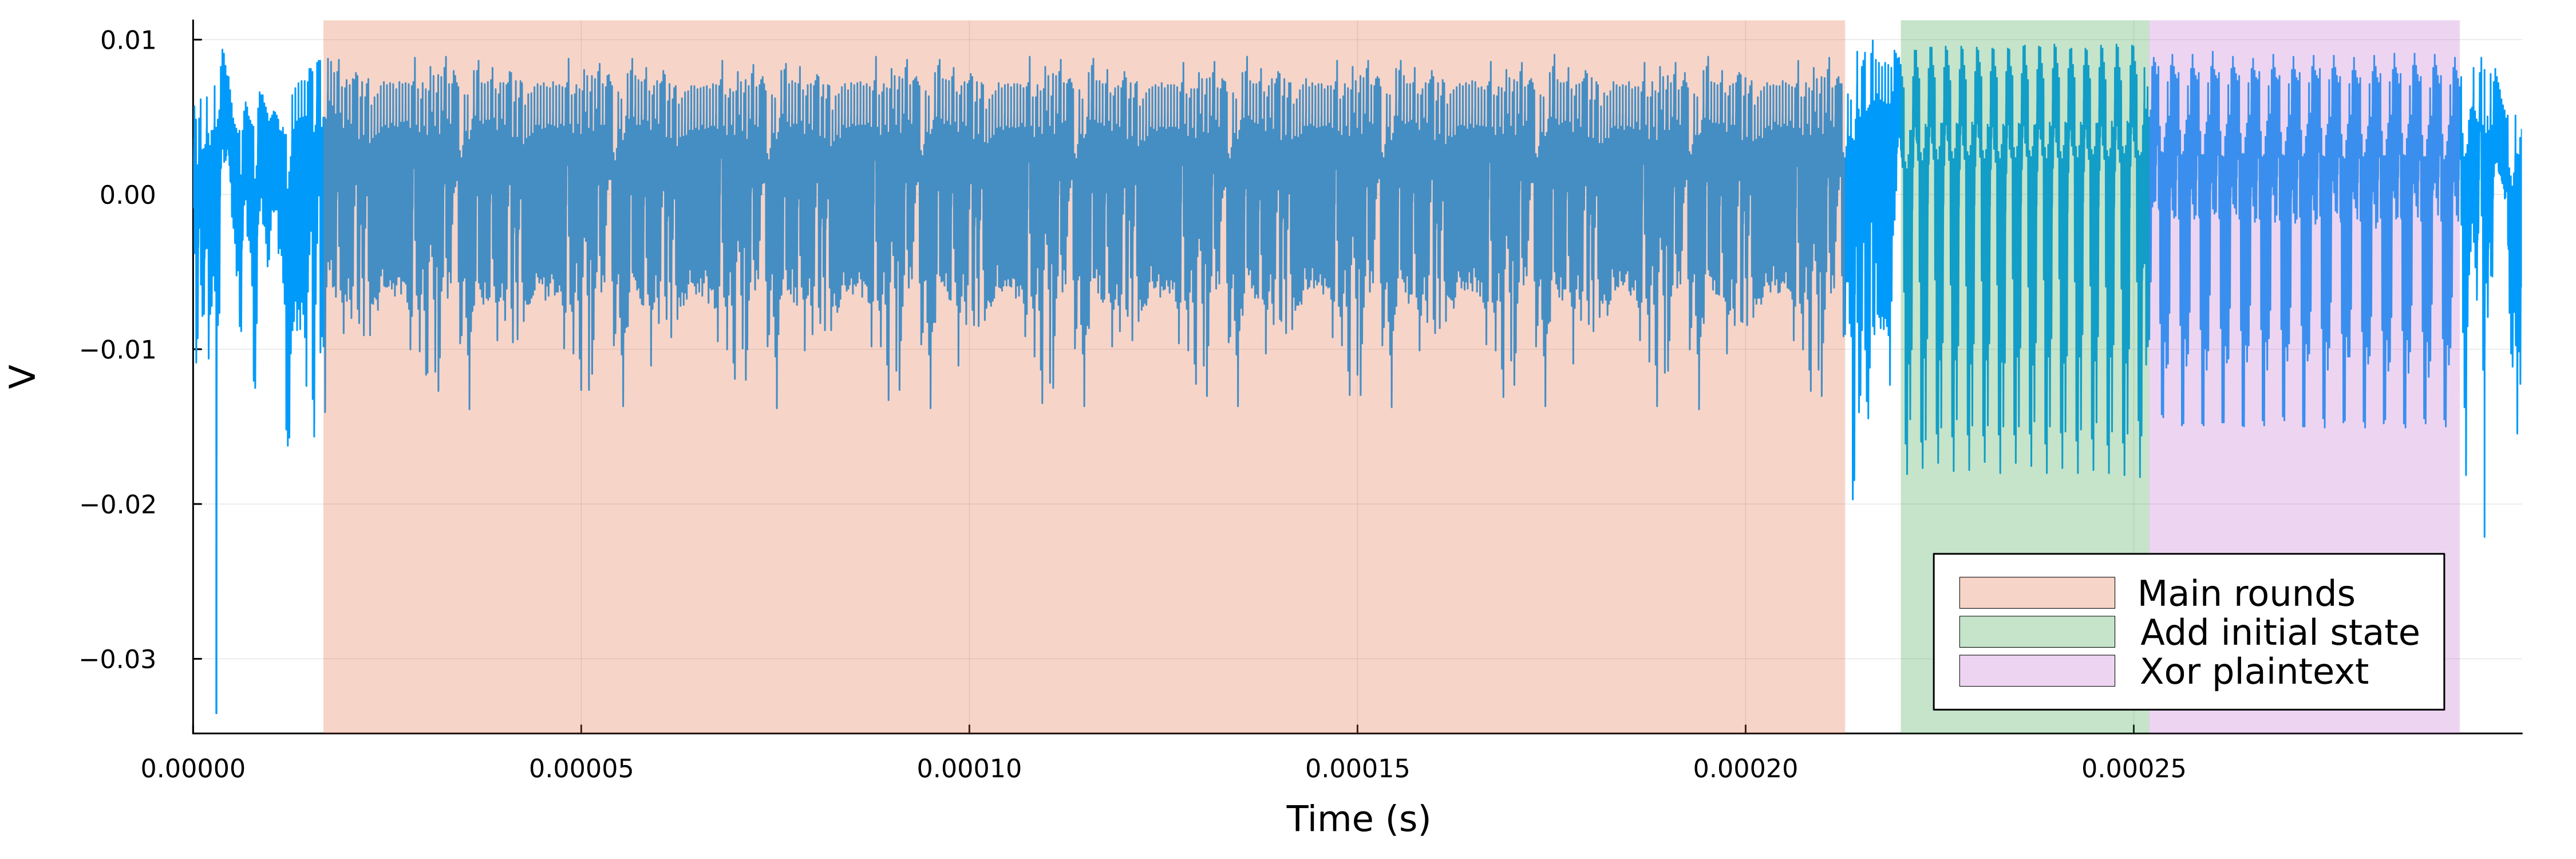 0.01
0.00
−0.01
−0.02
−0.03
V
Main rounds
Add initial state
Xor plaintext
0.00000 0.00005 0.00010 0.00015 0.00020 0.00025
Time (s)